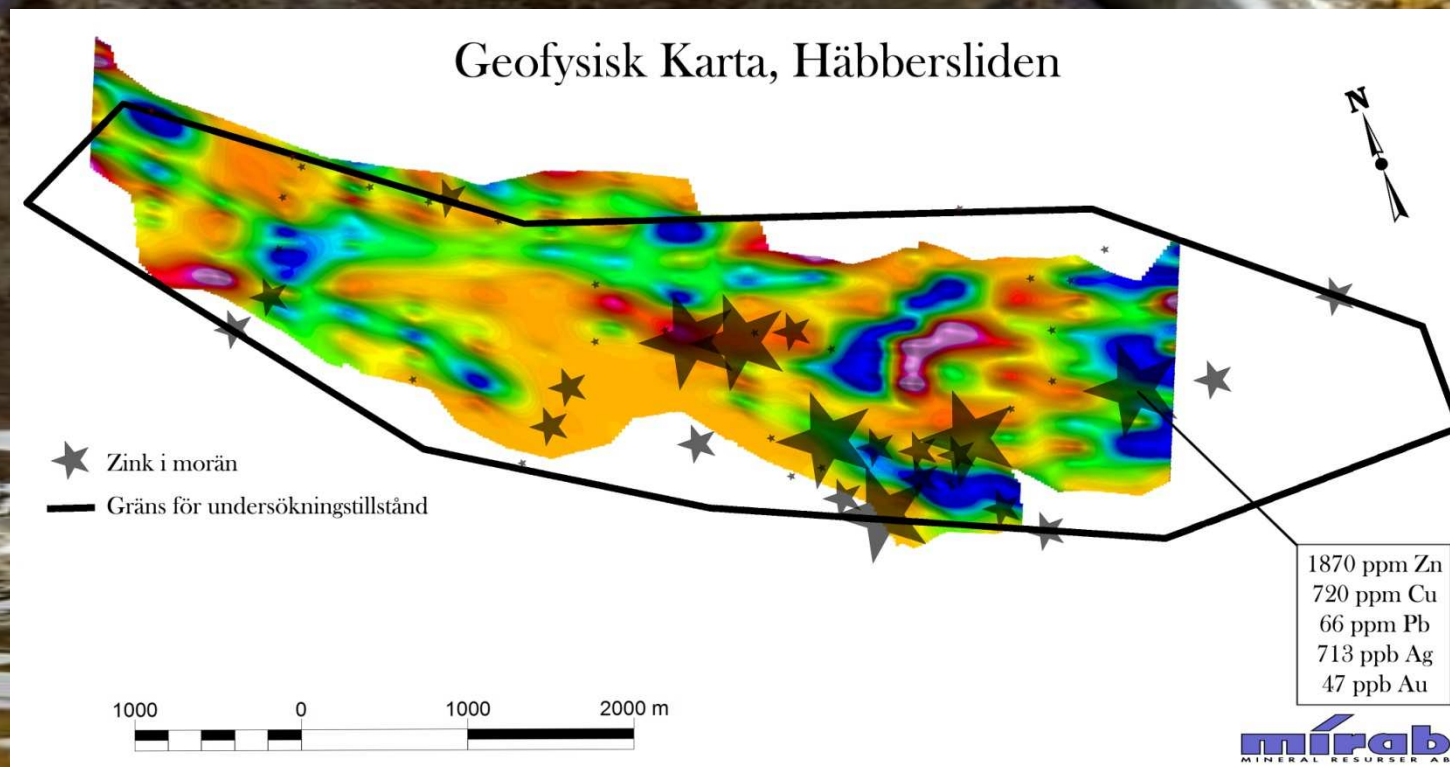 Geofysisk Karta, Häbbersliden
N
Zink i morän
Gräns för undersökningstillstånd
1870 ppm Zn
720 ppm Cu
66 ppm Pb
713 ppb Ag
47 ppb Au
1000 0 1000 2000 m
mírab
MINERAL RESURSER AB